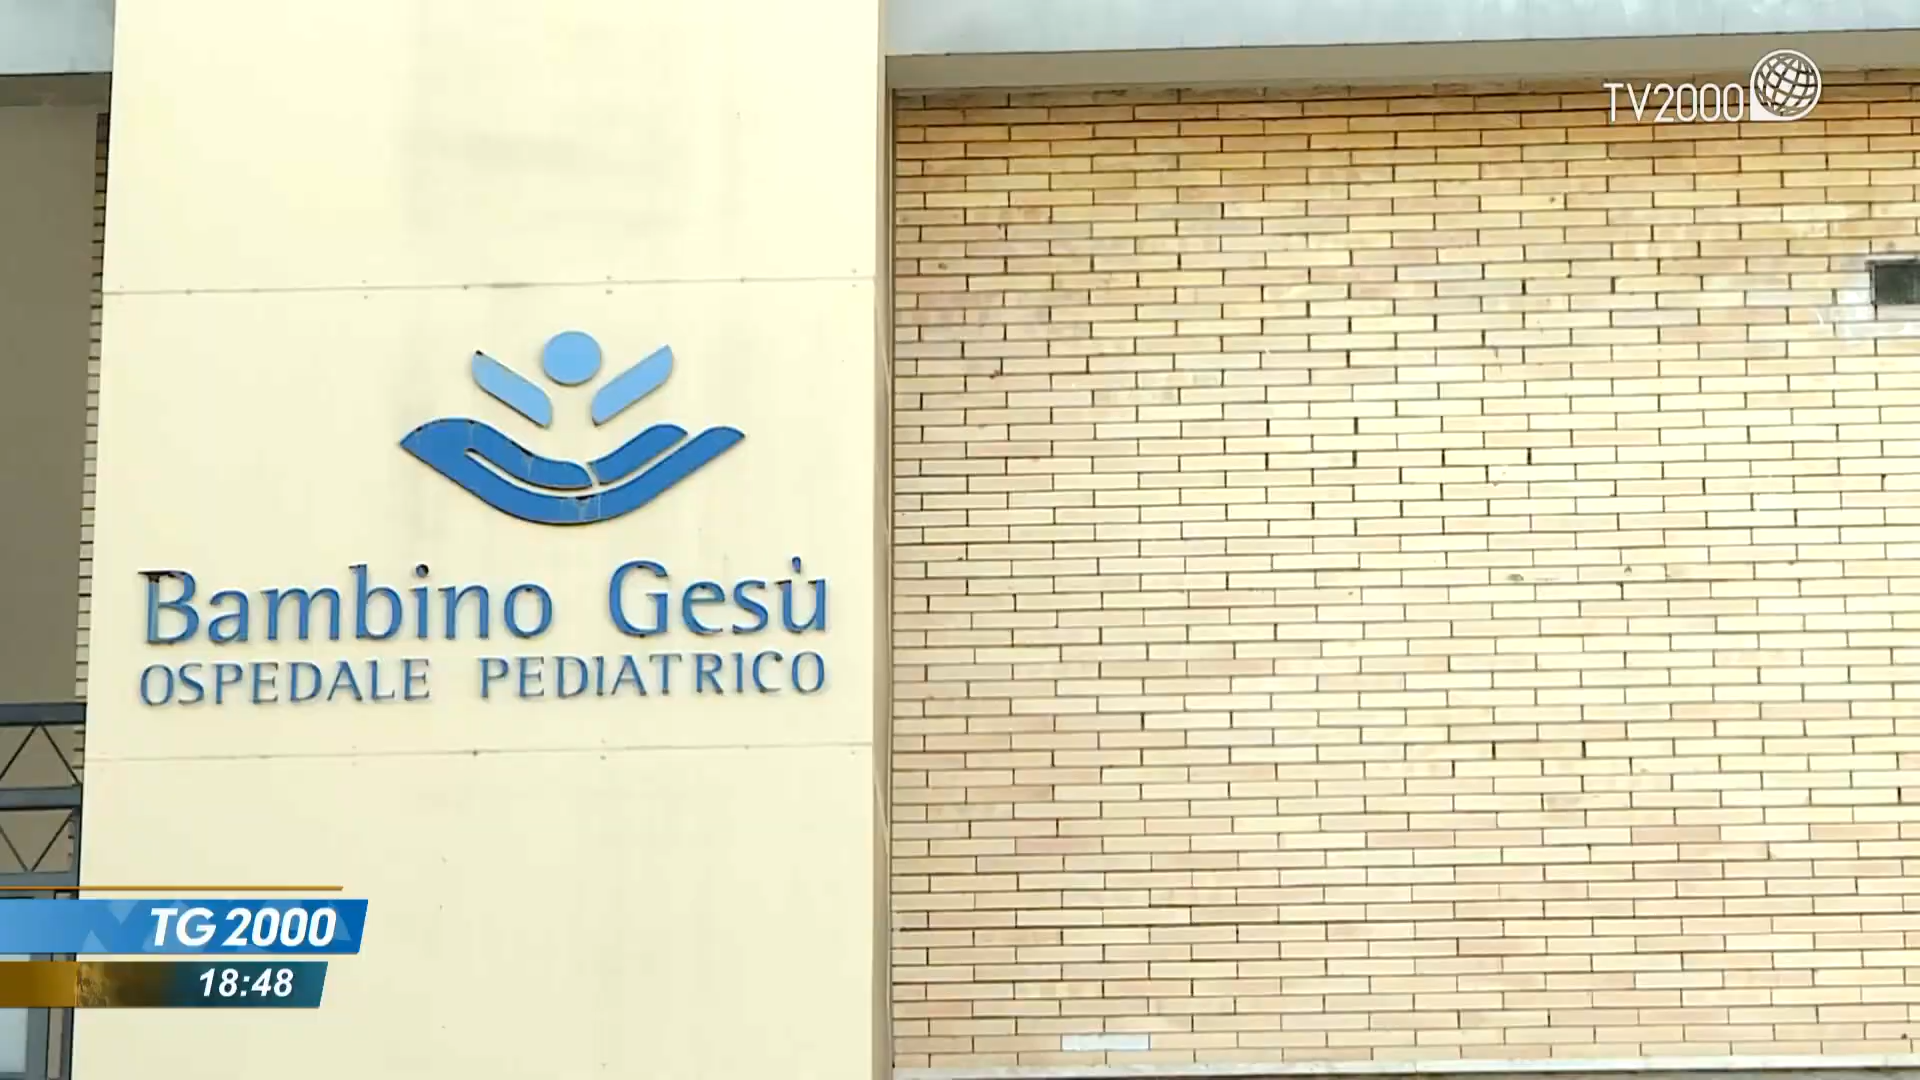 TV2000
Bambino Gesù
OSPEDALE PEDIATRICO
TG 2000
18:48